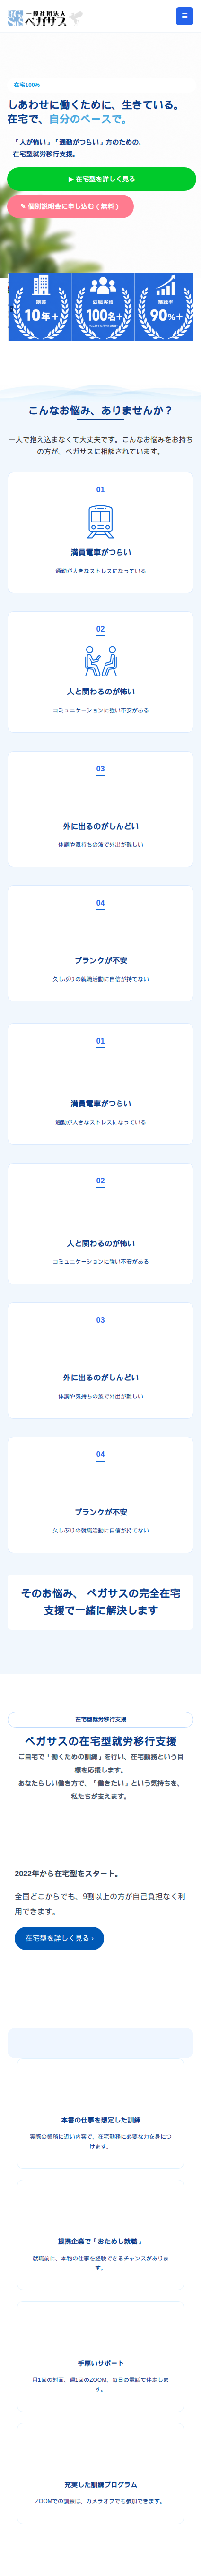 一般社団法人
ペガサス
在宅100%
しあわせに働くために、生きている。
在宅で、自分のペースで。
「人が怖い」「通勤がつらい」方のための、
在宅型就労移行支援。
▶ 在宅型を詳しく見る
✎ 個別説明会に申し込む（無料）
創業
10年+
就職実績
100名+
継続率
90%+
こんなお悩み、ありませんか？
一人で抱え込まなくて大丈夫です。こんなお悩みをお持ち
の方が、ペガサスに相談されています。
01
満員電車がつらい
通勤が大きなストレスになっている
02
人と関わるのが怖い
コミュニケーションに強い不安がある
03
外に出るのがしんどい
体調や気持ちの波で外出が難しい
04
ブランクが不安
久しぶりの就職活動に自信が持てない
01
満員電車がつらい
通勤が大きなストレスになっている
02
人と関わるのが怖い
コミュニケーションに強い不安がある
03
外に出るのがしんどい
体調や気持ちの波で外出が難しい
04
ブランクが不安
久しぶりの就職活動に自信が持てない
そのお悩み、 ペガサスの完全在宅
支援で一緒に解決します
在宅型就労移行支援
ペガサスの在宅型就労移行支援
ご自宅で「働くための訓練」を行い、在宅勤務という目
標を応援します。
あなたらしい働き方で、「働きたい」という気持ちを、
私たちが支えます。
2022年から在宅型をスタート。
全国どこからでも、9割以上の方が自己負担なく利
用できます。
在宅型を詳しく見る ›
本番の仕事を想定した訓練
実際の業務に近い内容で、在宅勤務に必要な力を身につ
けます。
提携企業で「おためし就職」
就職前に、本物の仕事を経験できるチャンスがありま
す。
手厚いサポート
月1回の対面、週1回のZOOM、毎日の電話で伴走しま
す。
充実した訓練プログラム
ZOOMでの訓練は、カメラオフでも参加できます。